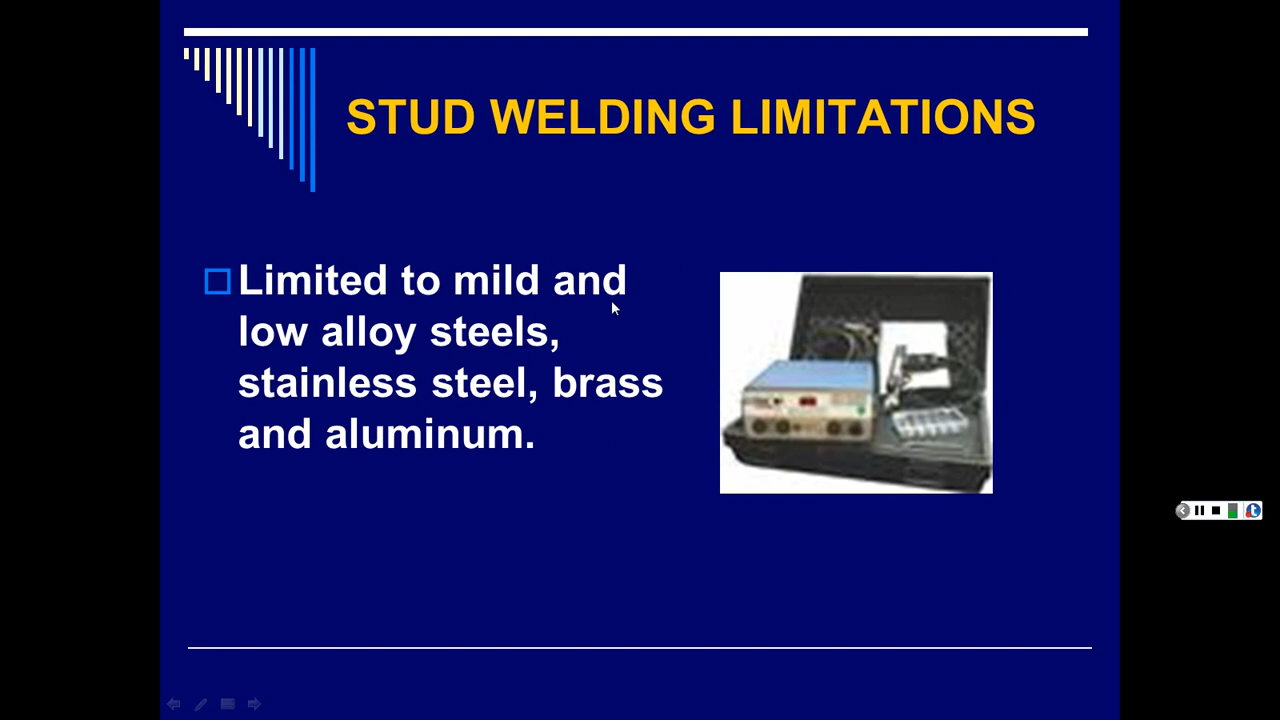 STUD WELDING LIMITATIONS
Limited to mild and
low alloy steels,
stainless steel, brass
and aluminum.